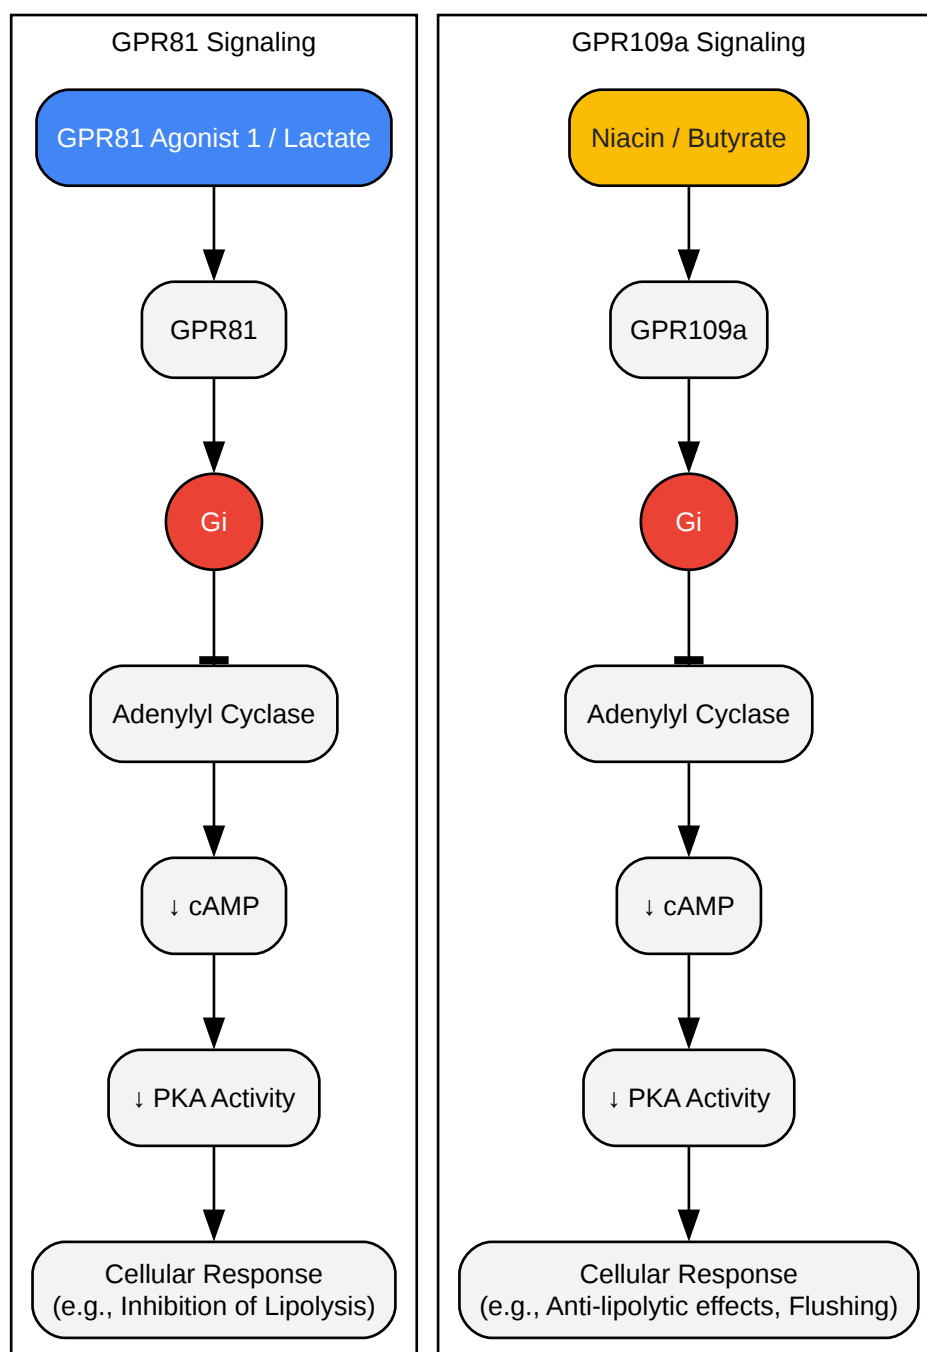 GPR81 Signaling
GPR81 Agonist 1 / Lactate
GPR81
Gi
Adenylyl Cyclase
↓ cAMP
↓ PKA Activity
Cellular Response
(e.g., Inhibition of Lipolysis)
GPR109a Signaling
Niacin / Butyrate
GPR109a
Gi
Adenylyl Cyclase
↓ cAMP
↓ PKA Activity
Cellular Response
(e.g., Anti-lipolytic effects, Flushing)